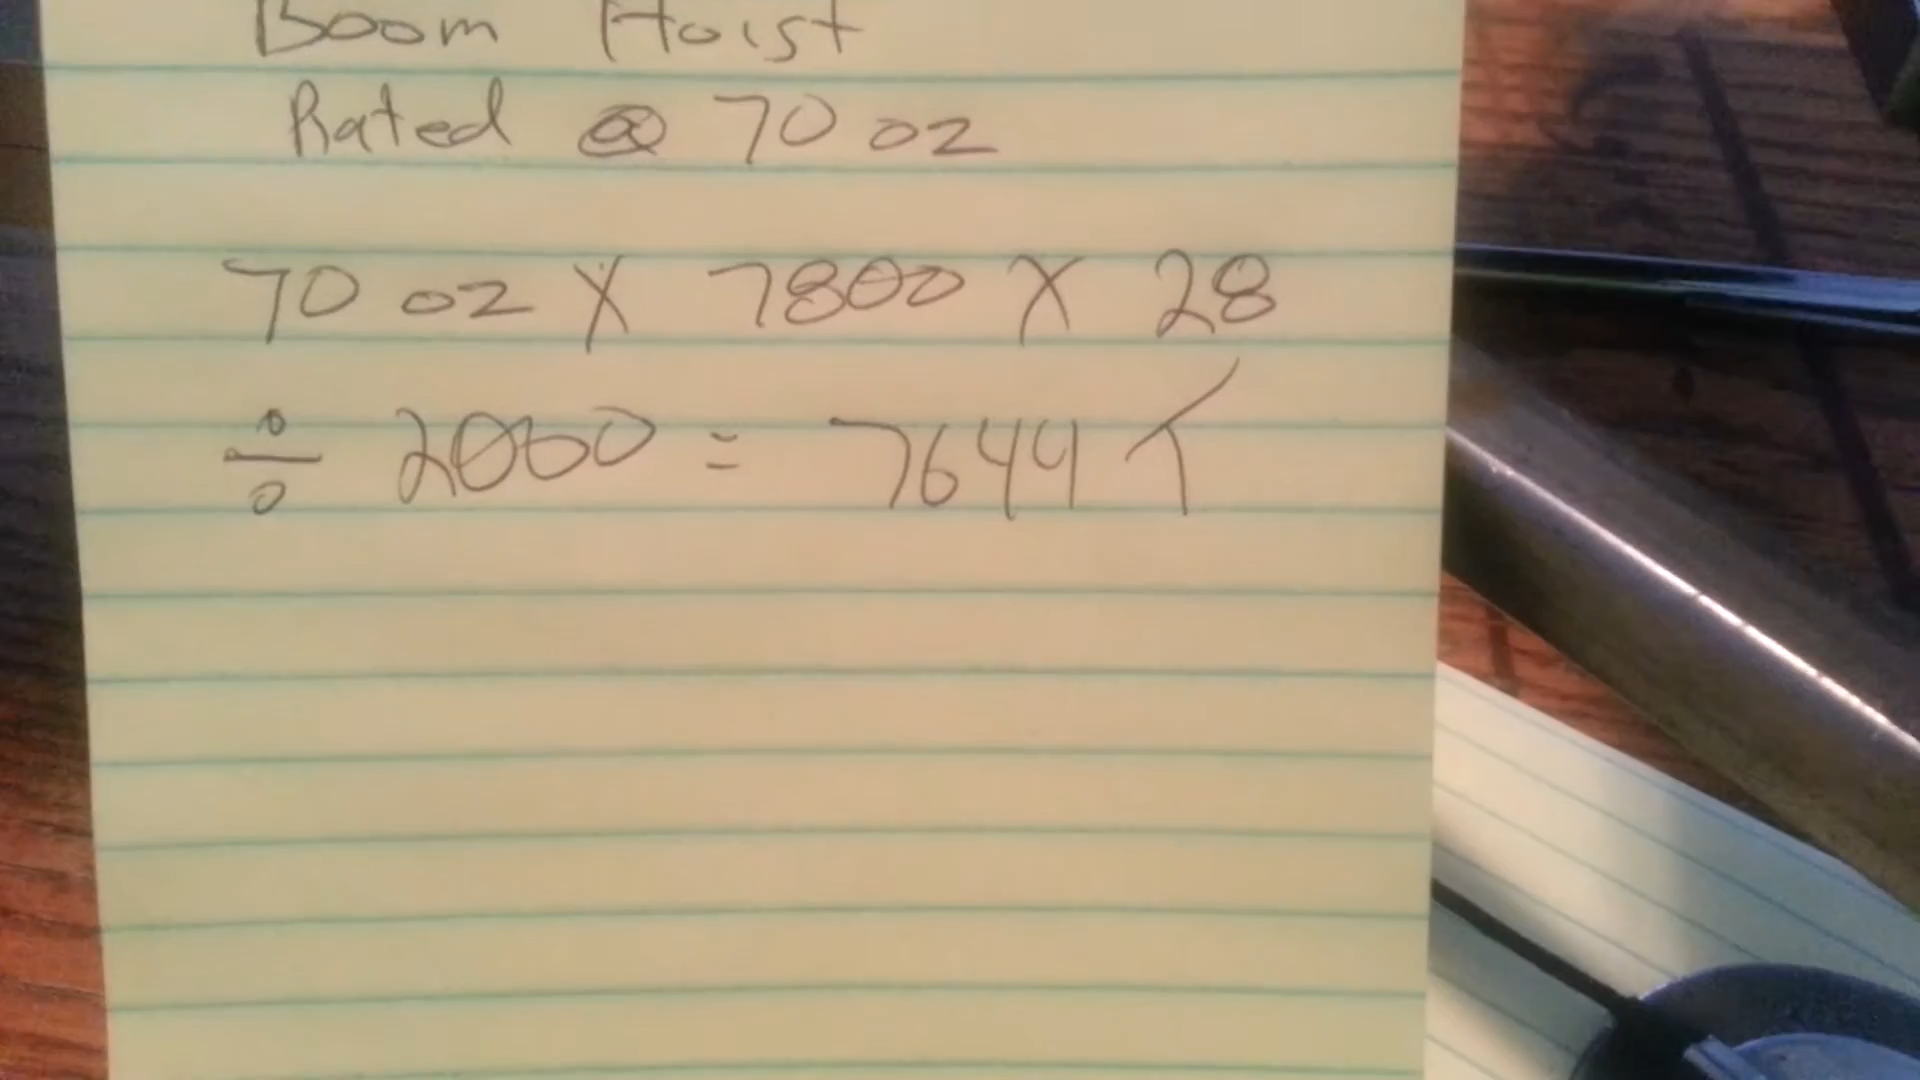 Boom Hoist
Rated @ 70 oz
70 oz X 7800 X 28
÷ 2000 = 7644 T